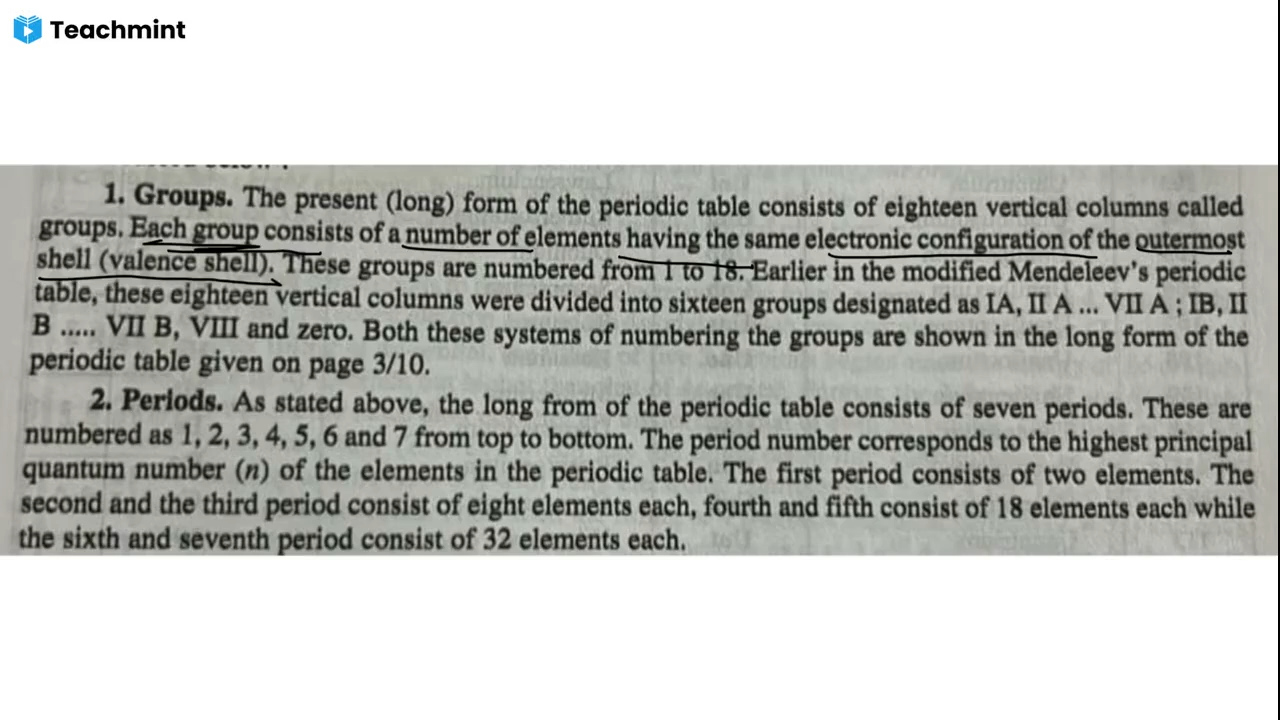 Teachmint
1. Groups. The present (long) form of the periodic table consists of eighteen vertical columns called
groups. Each group consists of a number of elements having the same electronic configuration of the outermost
shell (valence shell). These groups are numbered from 1 to 18. Earlier in the modified Mendeleev's periodic
table, these eighteen vertical columns were divided into sixteen groups designated as IA, II A ... VII A ; IB, II
B ..... VII B, VIII and zero. Both these systems of numbering the groups are shown in the long form of the
periodic table given on page 3/10.
2. Periods. As stated above, the long from of the periodic table consists of seven periods. These are
numbered as 1, 2, 3, 4, 5, 6 and 7 from top to bottom. The period number corresponds to the highest principal
quantum number (n) of the elements in the periodic table. The first period consists of two elements. The
second and the third period consist of eight elements each, fourth and fifth consist of 18 elements each while
the sixth and seventh period consist of 32 elements each.